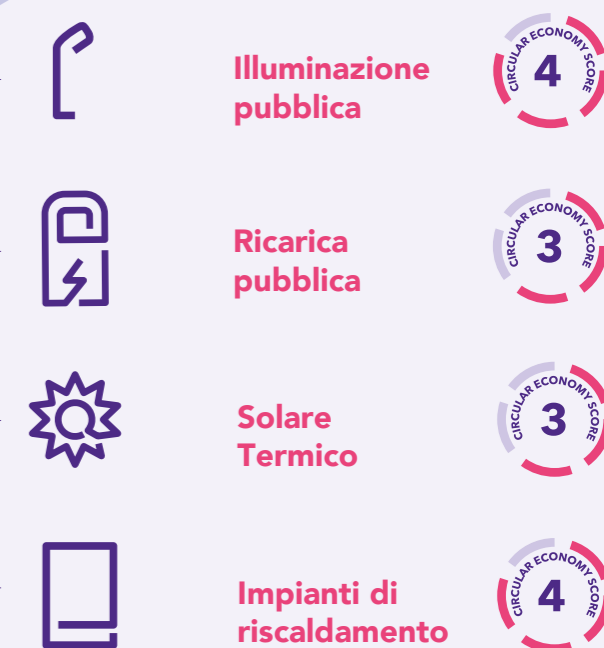 Illuminazione
pubblica
CIRCULAR ECONOMY SCORE
4
Ricarica
pubblica
CIRCULAR ECONOMY SCORE
3
Solare
Termico
CIRCULAR ECONOMY SCORE
3
Impianti di
riscaldamento
CIRCULAR ECONOMY SCORE
4